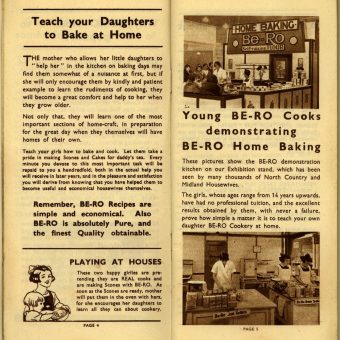 Teach your Daughters
to Bake at Home
THE mother who allows her little daughters to
"help her" in the kitchen on baking days may
find them somewhat of a nuisance at first, but if
she will only encourage them by kindly and patient
example to learn the rudiments of cooking, they
will become a great comfort and help to her when
they grow older.
Not only that, they will learn one of the most
important sections of home-craft, in preparation
for the great day when they themselves will have
homes of their own.
Teach your girls how to bake and cook. Let them take a
pride in making Scones and Cakes for daddy's tea. Every
minute you devote to this most important task will be
repaid to you a hundredfold, both in the actual help you
will receive in later years, and in the pleasure and satisfaction
you will derive from knowing that you have helped them to
become useful and economical housewives themselves.
Remember, BE-RO Recipes are
simple and economical. Also
BE-RO is absolutely Pure, and
the finest Quality obtainable.
PLAYING AT HOUSES
These two happy girlies are pre-
tending they are REAL cooks and
are making Scones with BE-RO. As
soon as the Scones are ready, mother
will put them in the oven with hers,
for she encourages her daughters to
learn all they can about cookery.
PAGE 4
HOME BAKING
Be-RO
Self-raising FLOUR
Young BE-RO Cooks
demonstrating
BE-RO Home Baking
These pictures show the BE-RO demonstration
kitchen on our Exhibition stand, which has been
seen by many thousands of North Country and
Midland Housewives.
The girls, whose ages range from 14 years upwards,
have had no professional tuition, and the excellent
results obtained by them, with never a failure,
prove how simple a matter it is to teach your own
daughter BE-RO Cookery at home.
PAGE 5